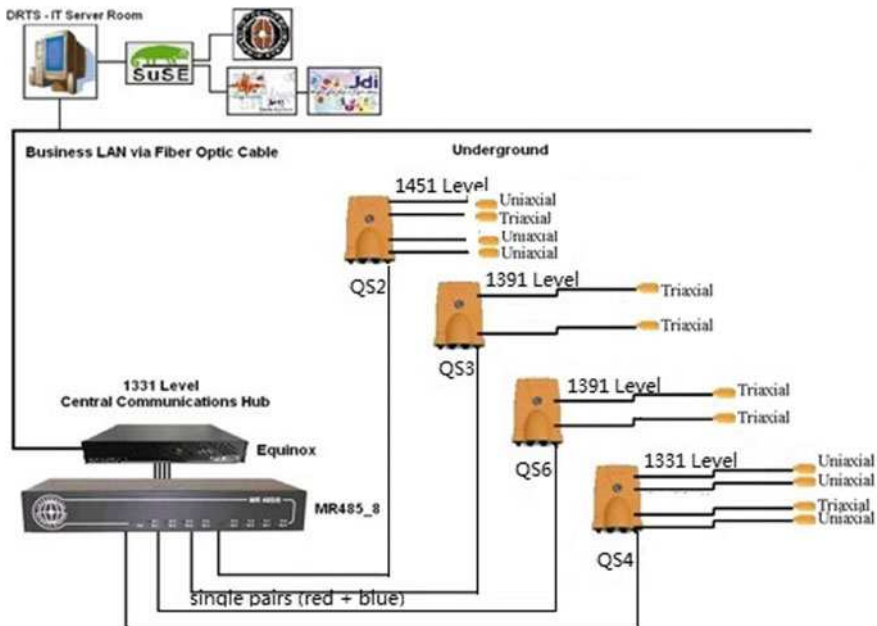 DRTS - IT Server Room
SuSE
Jdi
Business LAN via Fiber Optic Cable
Underground
1451 Level
Uniaxial
Triaxial
Uniaxial
Uniaxial
QS2
1391 Level
Triaxial
Triaxial
QS3
1391 Level
Triaxial
Triaxial
QS6
1331 Level
Uniaxial
Uniaxial
Triaxial
Uniaxial
QS4
1331 Level
Central Communications Hub
Equinox
MR485_8
single pairs (red + blue)